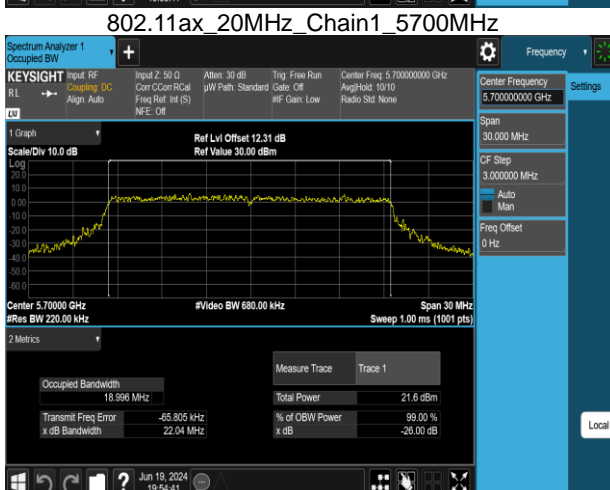 802.11ax_20MHz_Chain1_5700MHz
Spectrum Analyzer 1
Occupied BW
Frequency
KEYSIGHT
RL
LXI
Input: RF
Coupling: DC
Align: Auto
Input Z: 50 Ω
Corr CCorr RCal
Freq Ref: Int (S)
NFE: Off
Atten: 30 dB
µW Path: Standard
Trig: Free Run
Gate: Off
#IF Gain: Low
Center Freq: 5.700000000 GHz
Avg|Hold: 10/10
Radio Std: None
Center Frequency
5.700000000 GHz
Settings
Span
30.000 MHz
CF Step
3.000000 MHz
Auto
Man
Freq Offset
0 Hz
1 Graph
Ref Lvl Offset 12.31 dB
Scale/Div 10.0 dB
Ref Value 30.00 dBm
Log
20.0
10.0
0.00
-10.0
-20.0
-30.0
-40.0
-50.0
-60.0
Center 5.70000 GHz
#Video BW 680.00 kHz
Span 30 MHz
#Res BW 220.00 kHz
Sweep 1.00 ms (1001 pts)
2 Metrics
Measure Trace
Trace 1
Occupied Bandwidth
18.996 MHz
Total Power
21.6 dBm
Transmit Freq Error
-65.805 kHz
% of OBW Power
99.00 %
x dB Bandwidth
22.04 MHz
x dB
-26.00 dB
Local
?
Jun 19, 2024
19:54:41